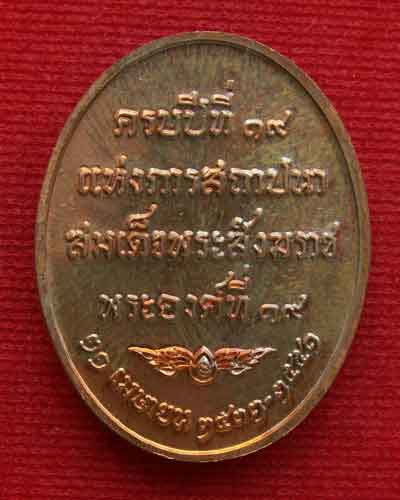 ครบปีที่ ๑๙
แห่งการสถาปนา
สมเด็จพระสังฆราช
พระองค์ที่ ๑๙
๒๑ เมษายน ๒๕๓๒-๒๕๕๑